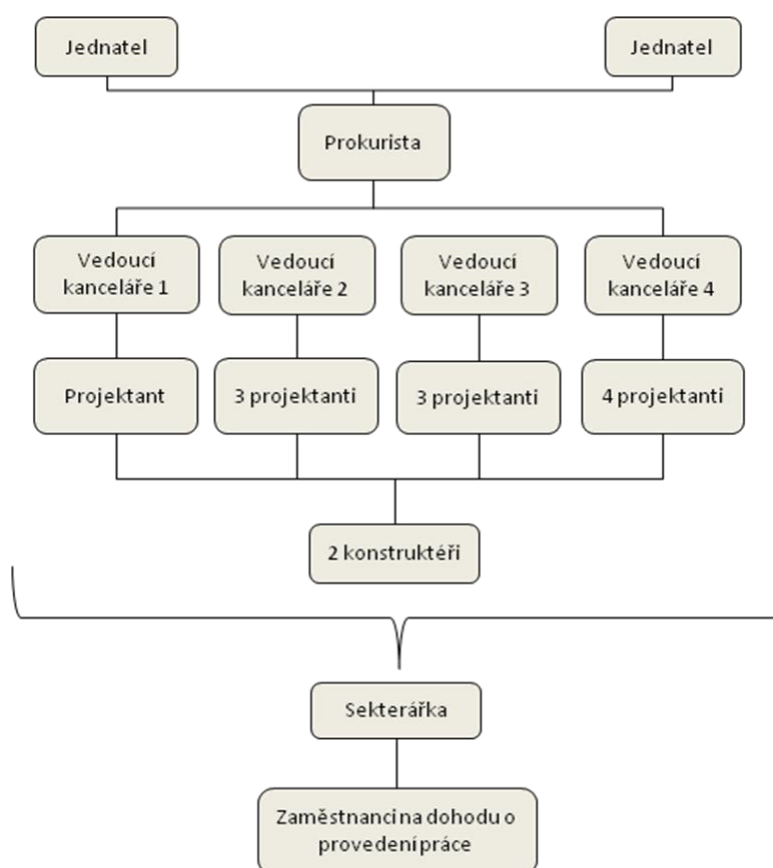 Jednatel
Jednatel
Prokurista
Vedoucí
kanceláře 1
Vedoucí
kanceláře 2
Vedoucí
kanceláře 3
Vedoucí
kanceláře 4
Projektant
3 projektanti
3 projektanti
4 projektanti
2 konstruktéři
Sekterářka
Zaměstnanci na dohodu o
provedení práce